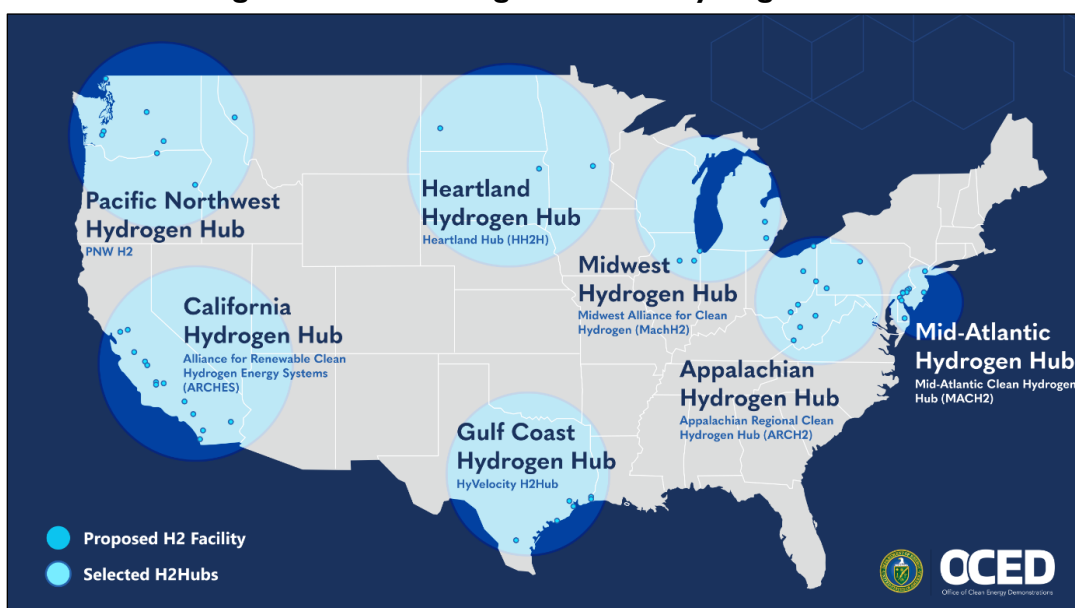 Pacific Northwest
Hydrogen Hub
PNW H2
Heartland
Hydrogen Hub
Heartland Hub (HH2H)
Midwest
Hydrogen Hub
Midwest Alliance for Clean
Hydrogen (MachH2)
California
Hydrogen Hub
Alliance for Renewable Clean
Hydrogen Energy Systems
(ARCHES)
Mid-Atlantic
Hydrogen Hub
Mid-Atlantic Clean Hydrogen
Hub (MACH2)
Appalachian
Hydrogen Hub
Appalachian Regional Clean
Hydrogen Hub (ARCH2)
Gulf Coast
Hydrogen Hub
HyVelocity H2Hub
Proposed H2 Facility
Selected H2Hubs
OCED
Office of Clean Energy Demonstrations